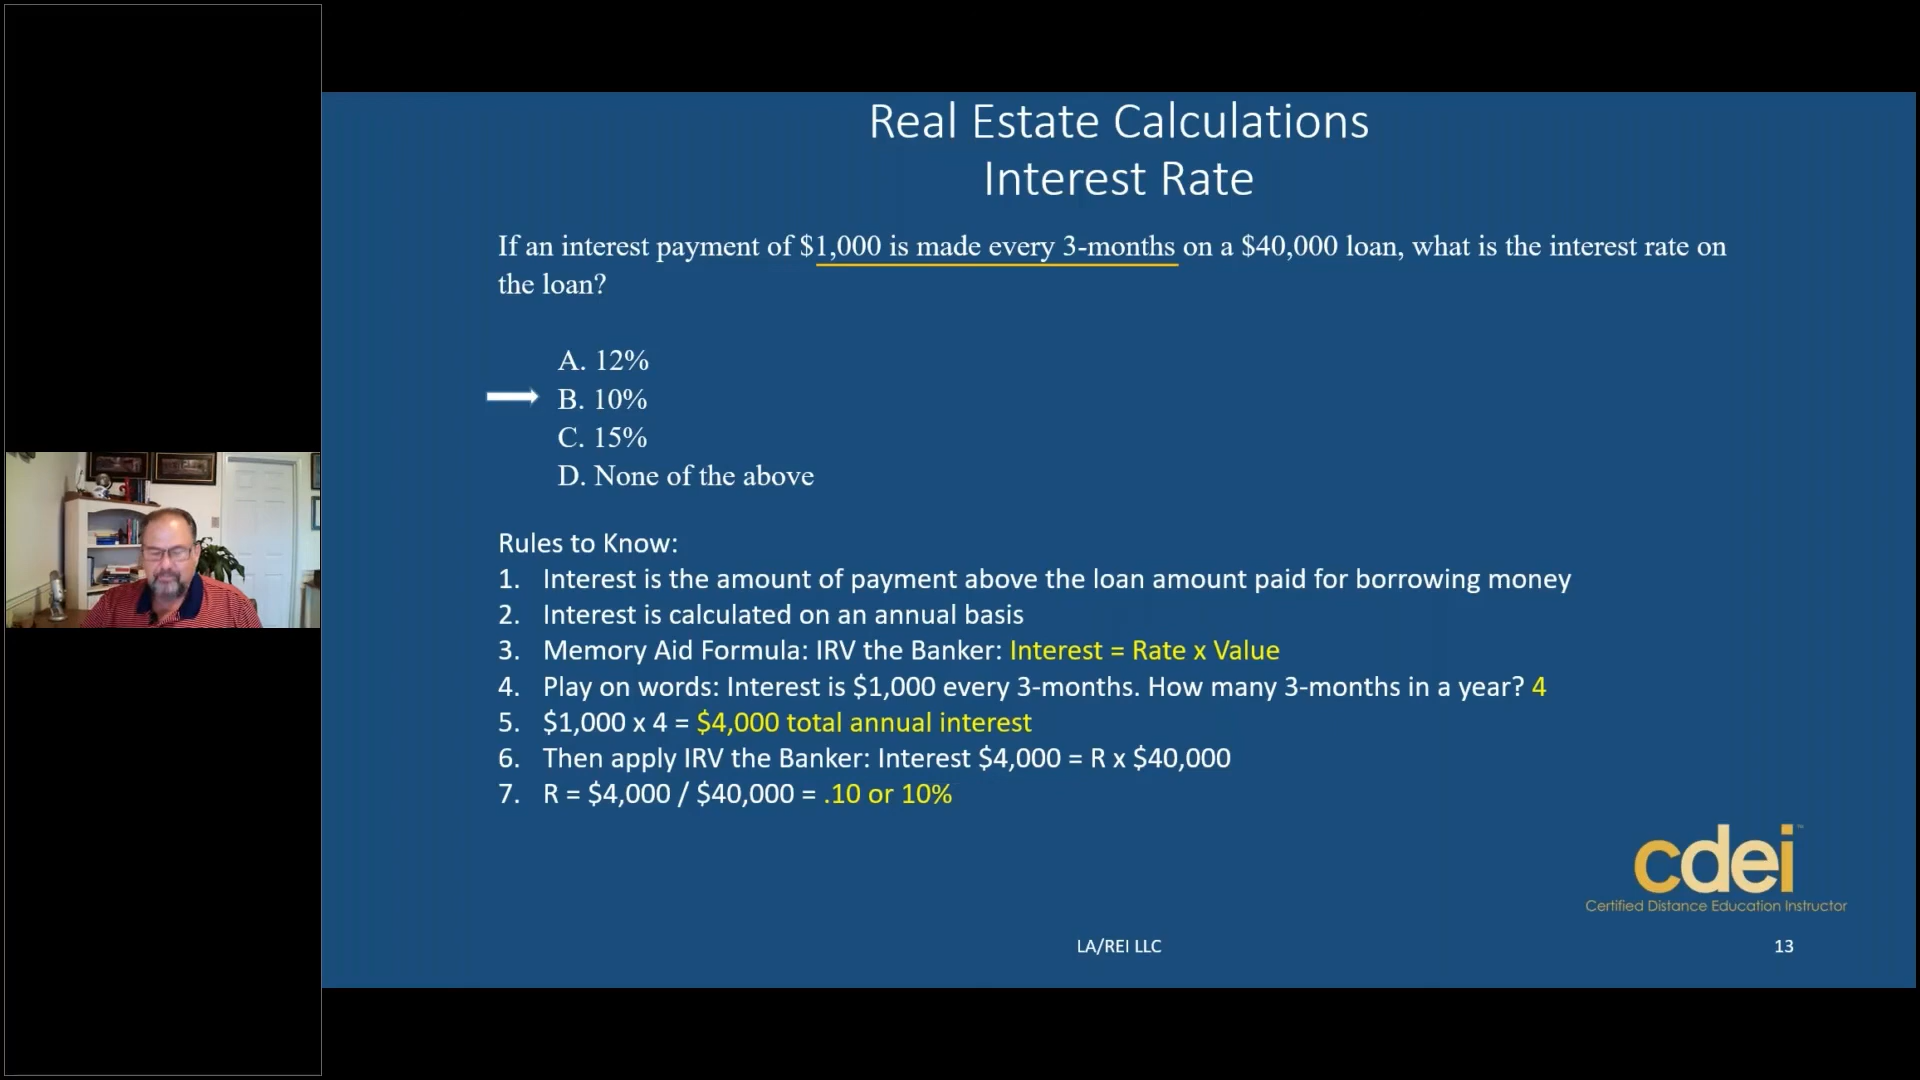 Real Estate Calculations
Interest Rate
If an interest payment of $1,000 is made every 3-months on a $40,000 loan, what is the interest rate on
the loan?
A. 12%
B. 10%
C. 15%
D. None of the above
Rules to Know:
1. Interest is the amount of payment above the loan amount paid for borrowing money
2. Interest is calculated on an annual basis
3. Memory Aid Formula: IRV the Banker: Interest = Rate x Value
4. Play on words: Interest is $1,000 every 3-months. How many 3-months in a year? 4
5. $1,000 x 4 = $4,000 total annual interest
6. Then apply IRV the Banker: Interest $4,000 = R x $40,000
7. R = $4,000 / $40,000 = .10 or 10%
cdei™
Certified Distance Education Instructor
LA/REI LLC
13